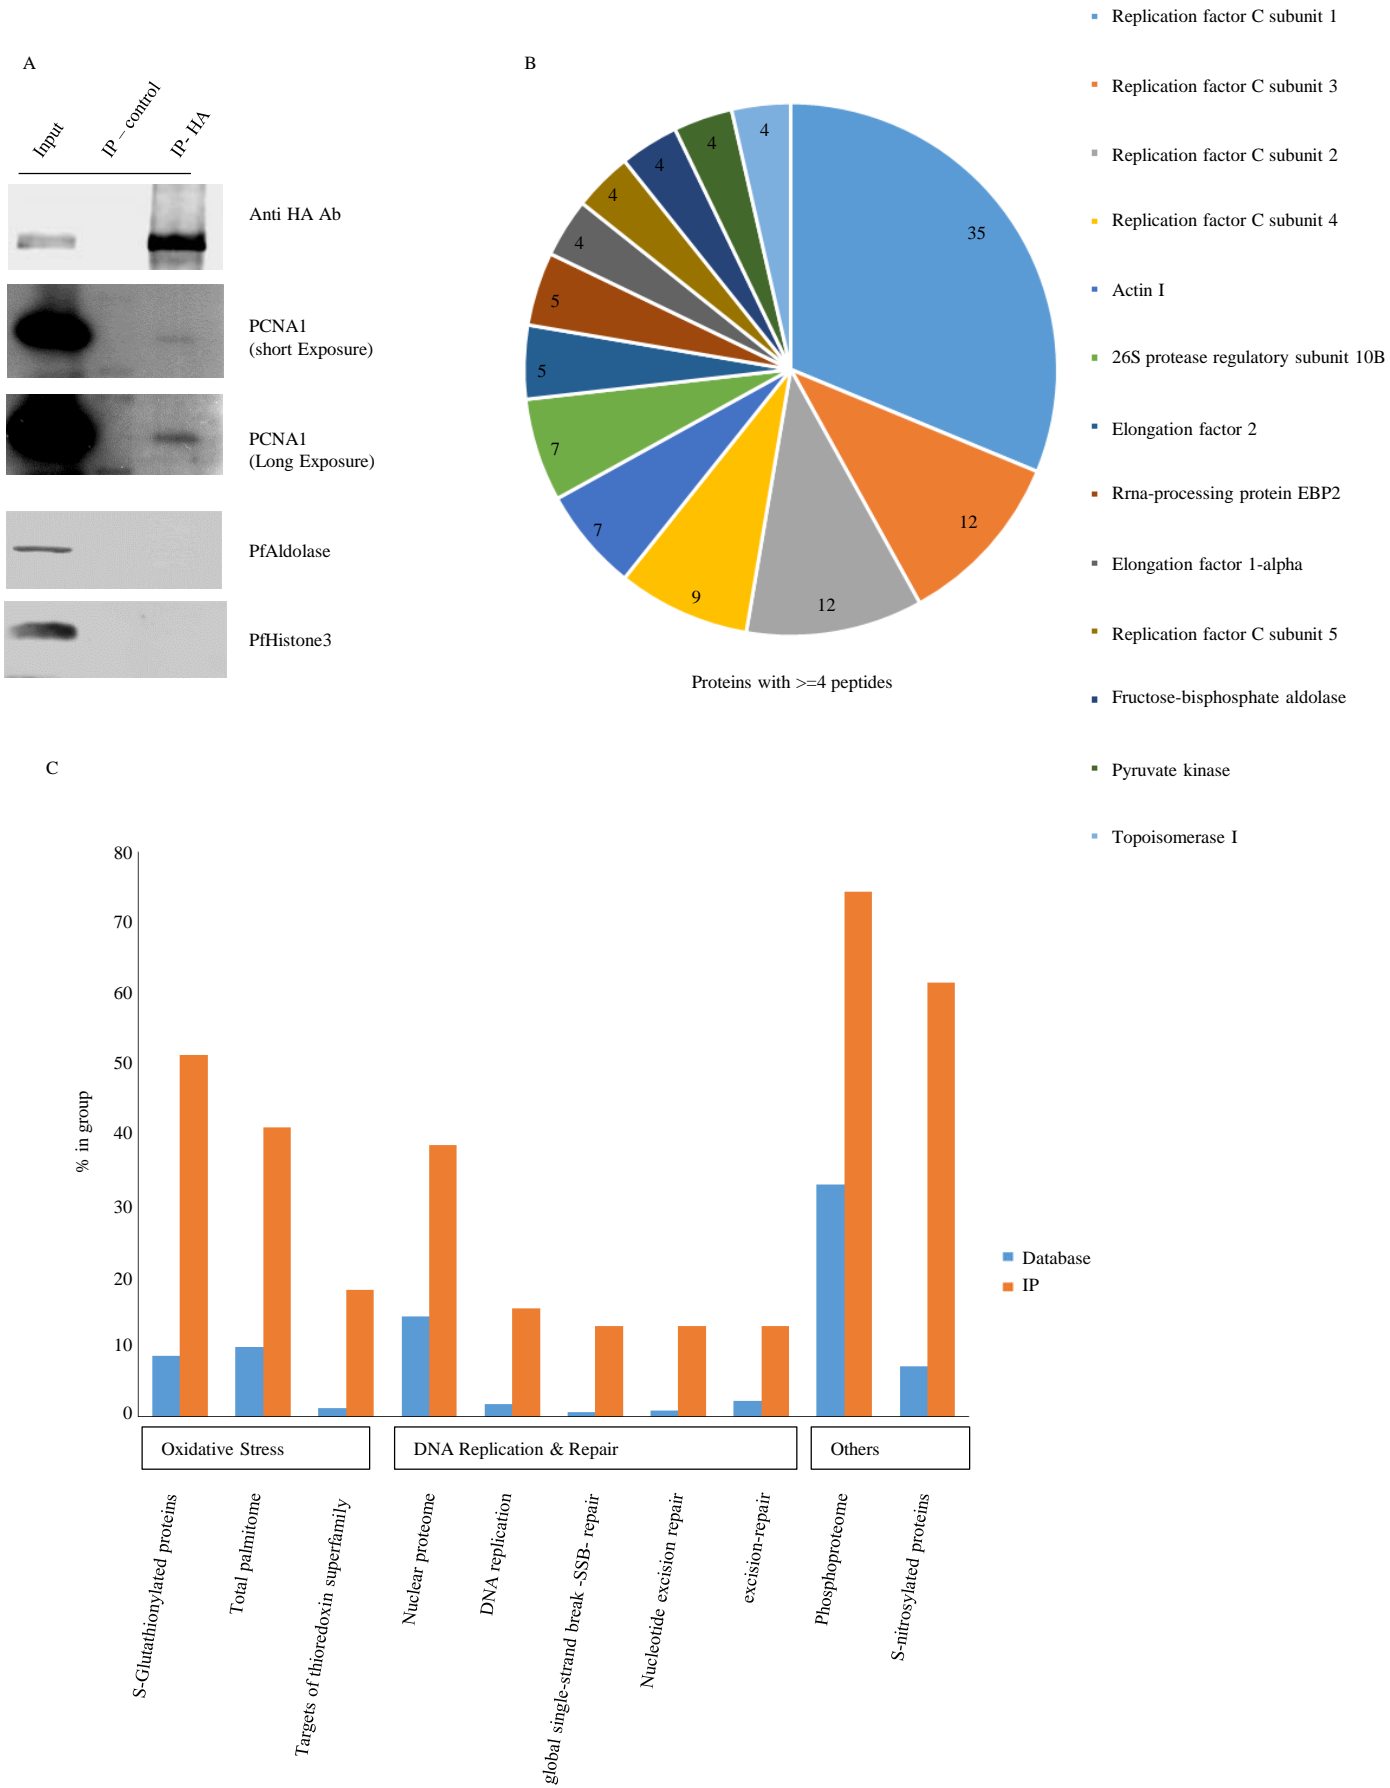 A
Input
IP – control
IP- HA
Anti HA Ab
PCNA1
(short Exposure)
PCNA1
(Long Exposure)
PfAldolase
PfHistone3
B
35
12
12
9
7
7
5
5
4
4
4
4
4
Proteins with >=4 peptides
Replication factor C subunit 1
Replication factor C subunit 3
Replication factor C subunit 2
Replication factor C subunit 4
Actin I
26S protease regulatory subunit 10B
Elongation factor 2
Rrna-processing protein EBP2
Elongation factor 1-alpha
Replication factor C subunit 5
Fructose-bisphosphate aldolase
Pyruvate kinase
Topoisomerase I
C
% in group
80
70
60
50
40
30
20
10
0
Database
IP
Oxidative Stress
DNA Replication & Repair
Others
S-Glutathionylated proteins
Total palmitome
Targets of thioredoxin superfamily
Nuclear proteome
DNA replication
global single-strand break -SSB- repair
Nucleotide excision repair
excision-repair
Phosphoproteome
S-nitrosylated proteins